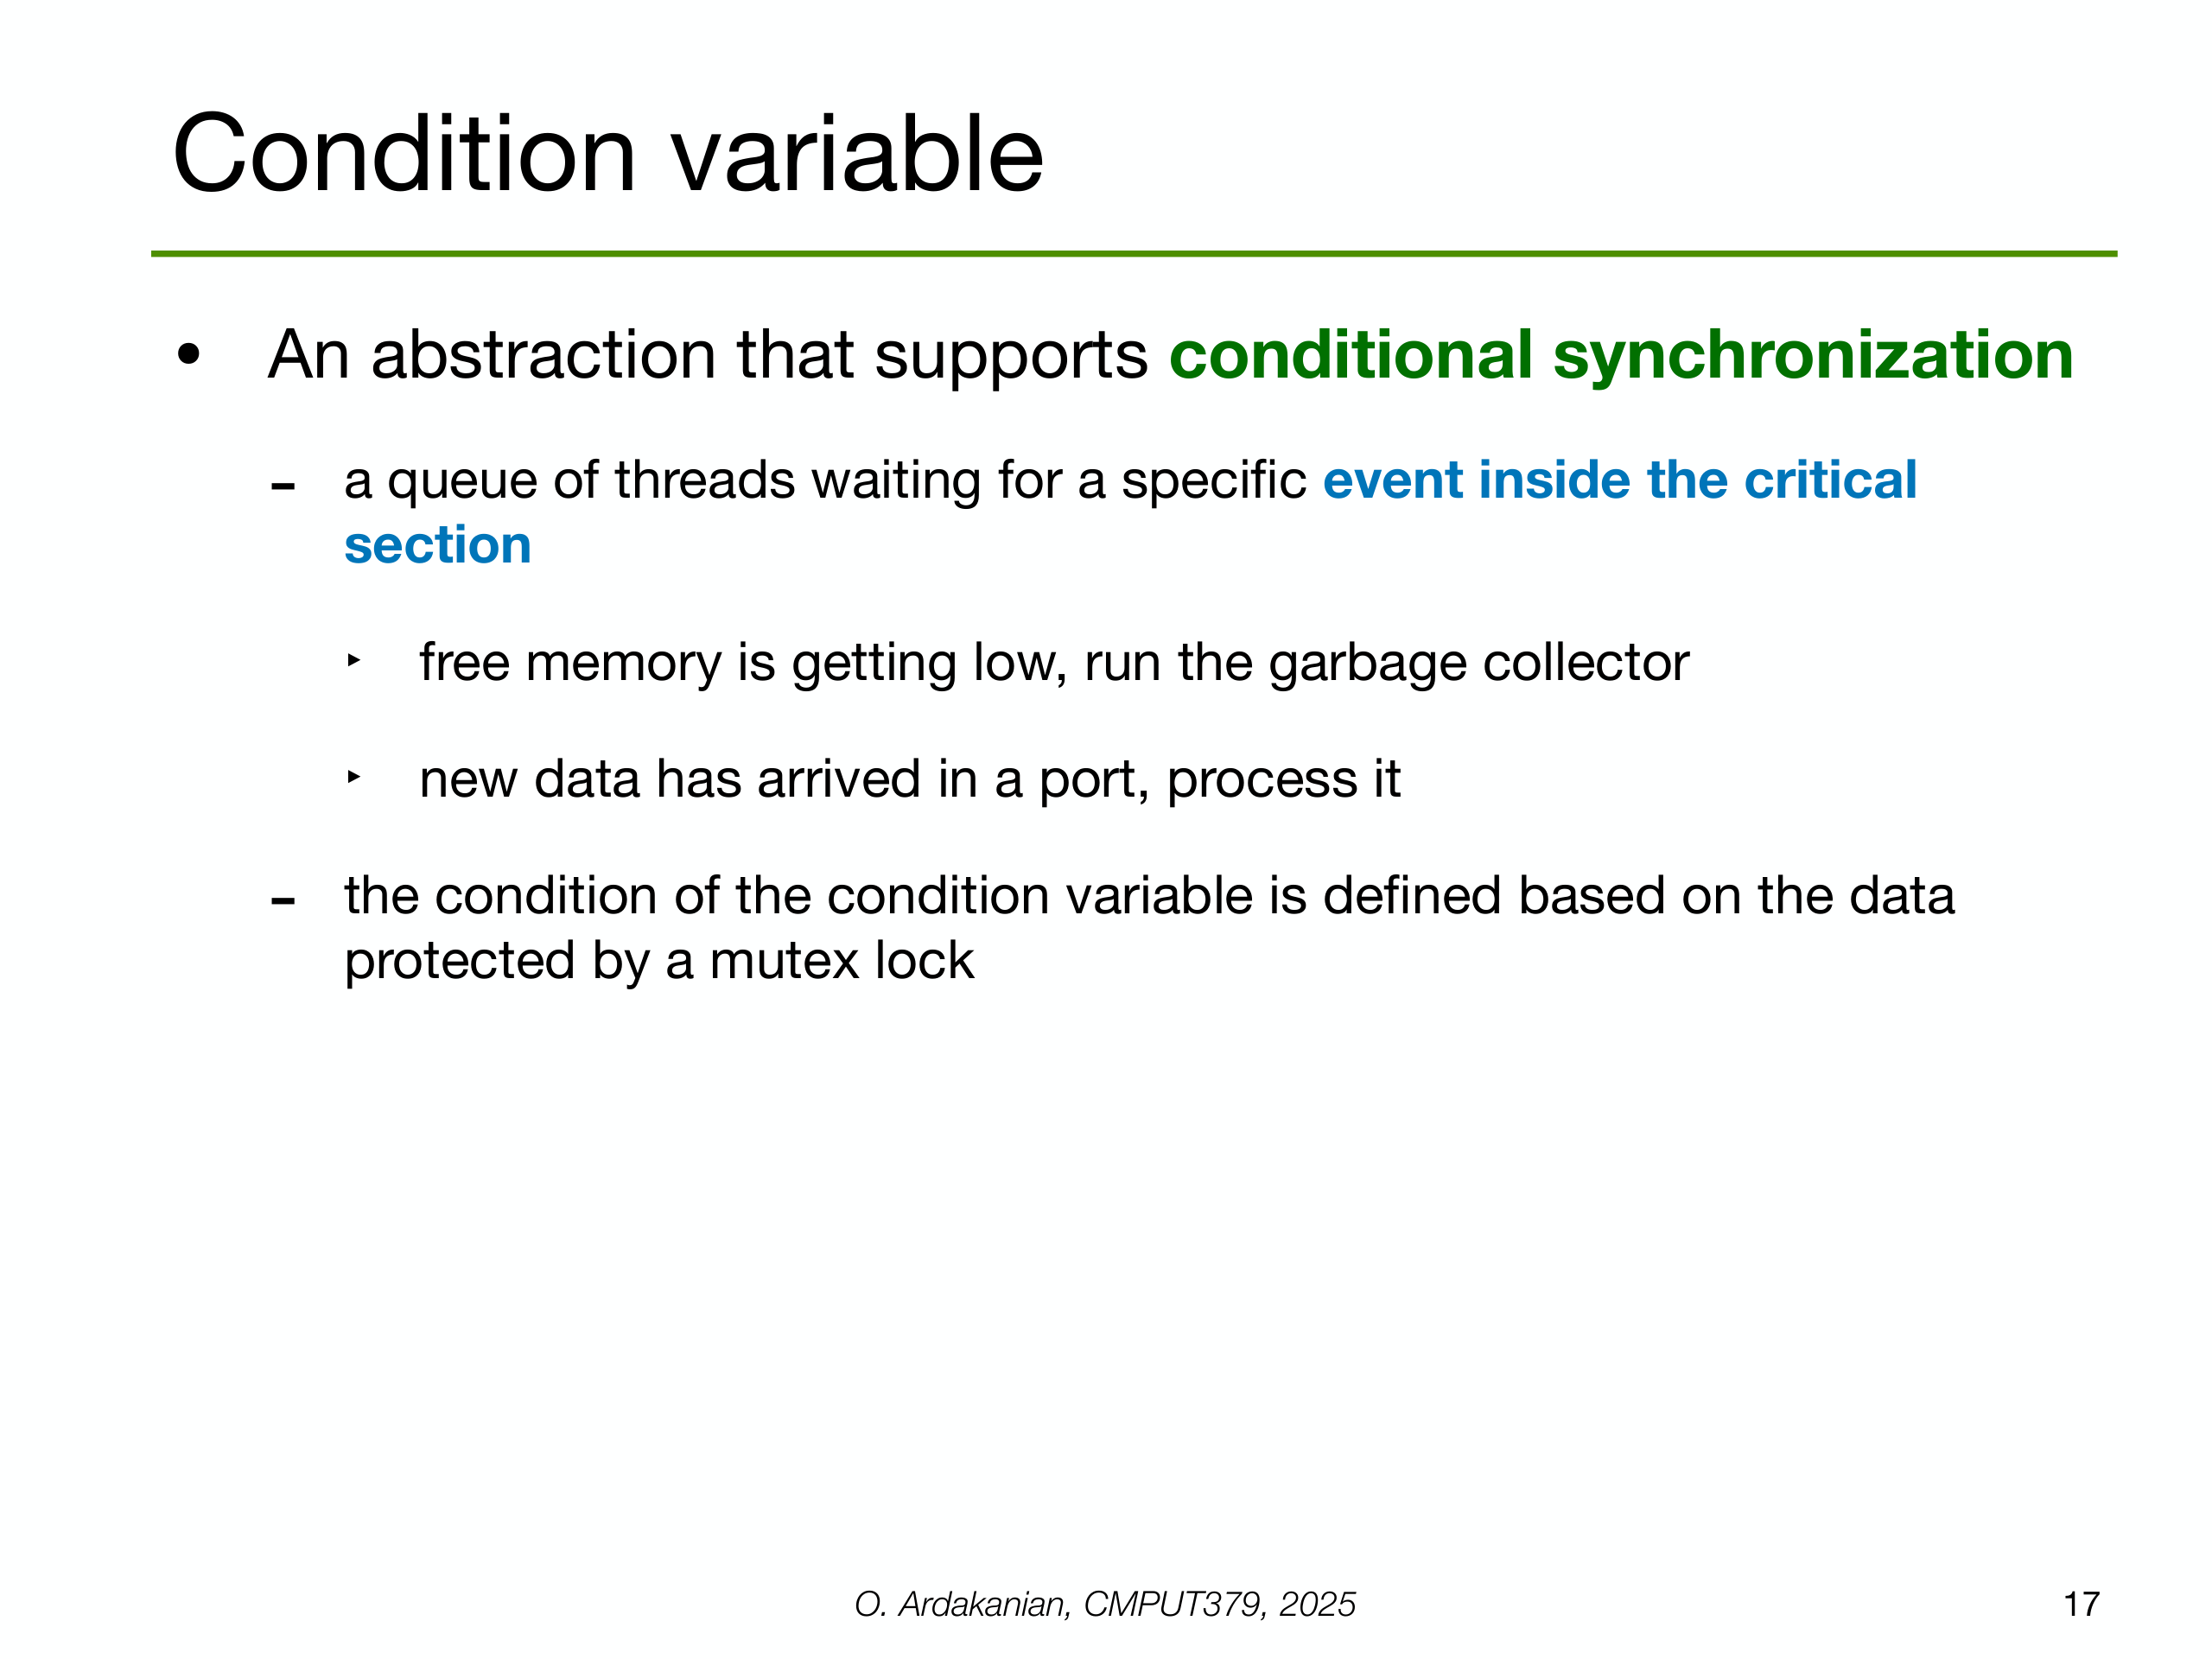 Condition variable
• An abstraction that supports conditional synchronization
- a queue of threads waiting for a specific event inside the critical
section
‣ free memory is getting low, run the garbage collector
‣ new data has arrived in a port, process it
- the condition of the condition variable is defined based on the data
protected by a mutex lock
O. Ardakanian, CMPUT379, 2025
17